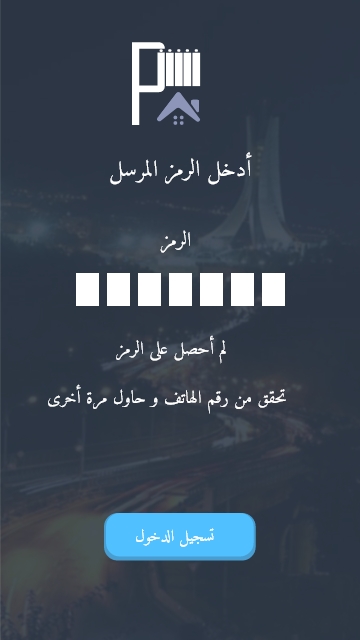 أدخل الرمز المرسل
الرمز
لم أحصل على الرمز
تحقق من رقم الهاتف و حاول مرة أخرى
تسجيل الدخول